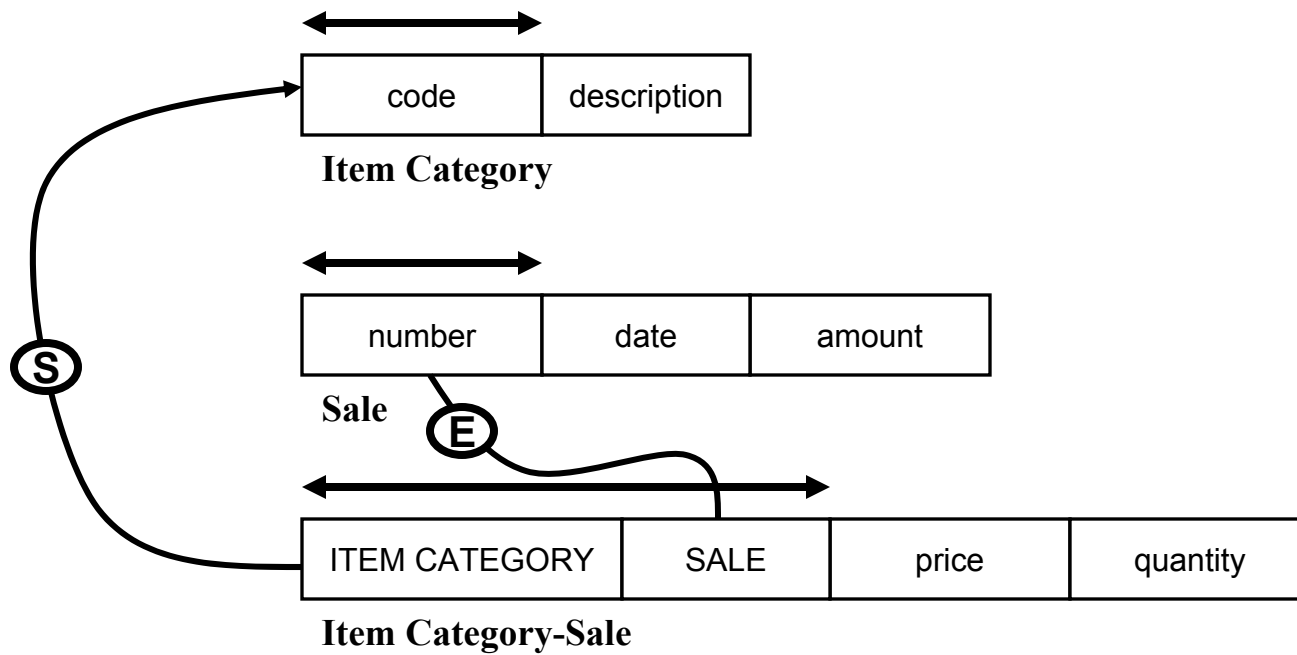 code description
Item Category
number date amount
S
Sale
E
ITEM CATEGORY SALE price quantity
Item Category-Sale